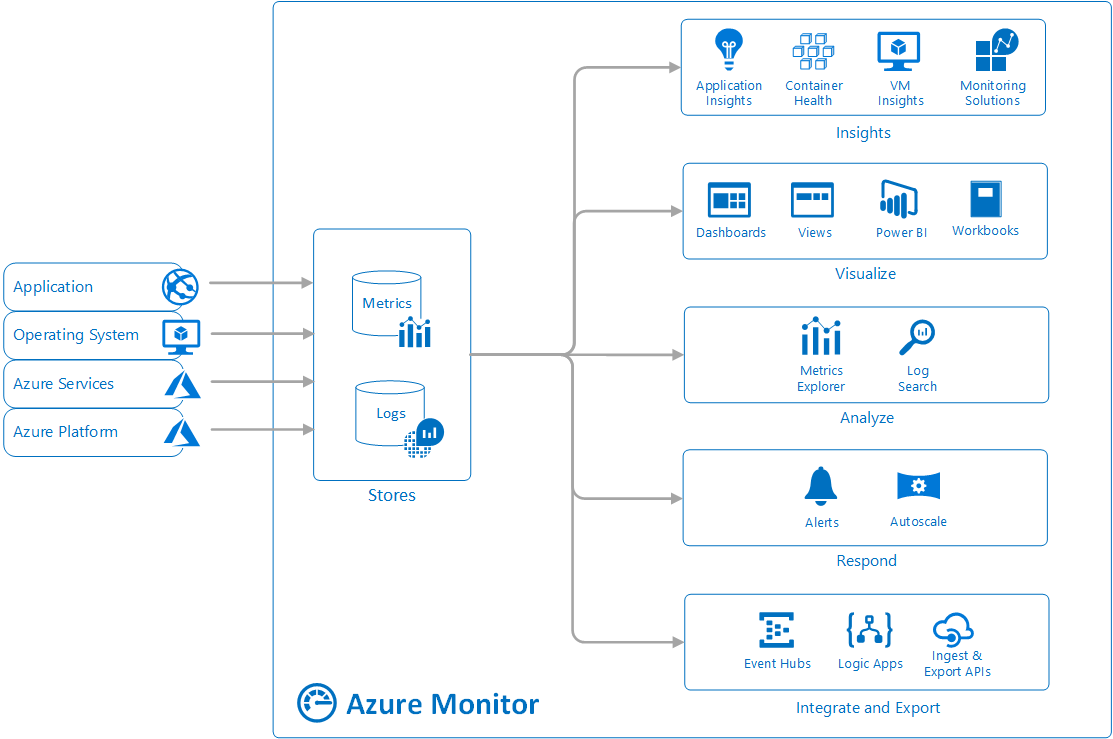 Application
Insights
Container
Health
VM
Insights
Monitoring
Solutions
Insights
Dashboards
Views
Power BI
Workbooks
Visualize
Application
Operating System
Azure Services
Azure Platform
Metrics
Logs
Stores
Metrics
Explorer
Log
Search
Analyze
Alerts
Autoscale
Respond
Event Hubs
Logic Apps
Ingest &
Export APIs
Integrate and Export
Azure Monitor